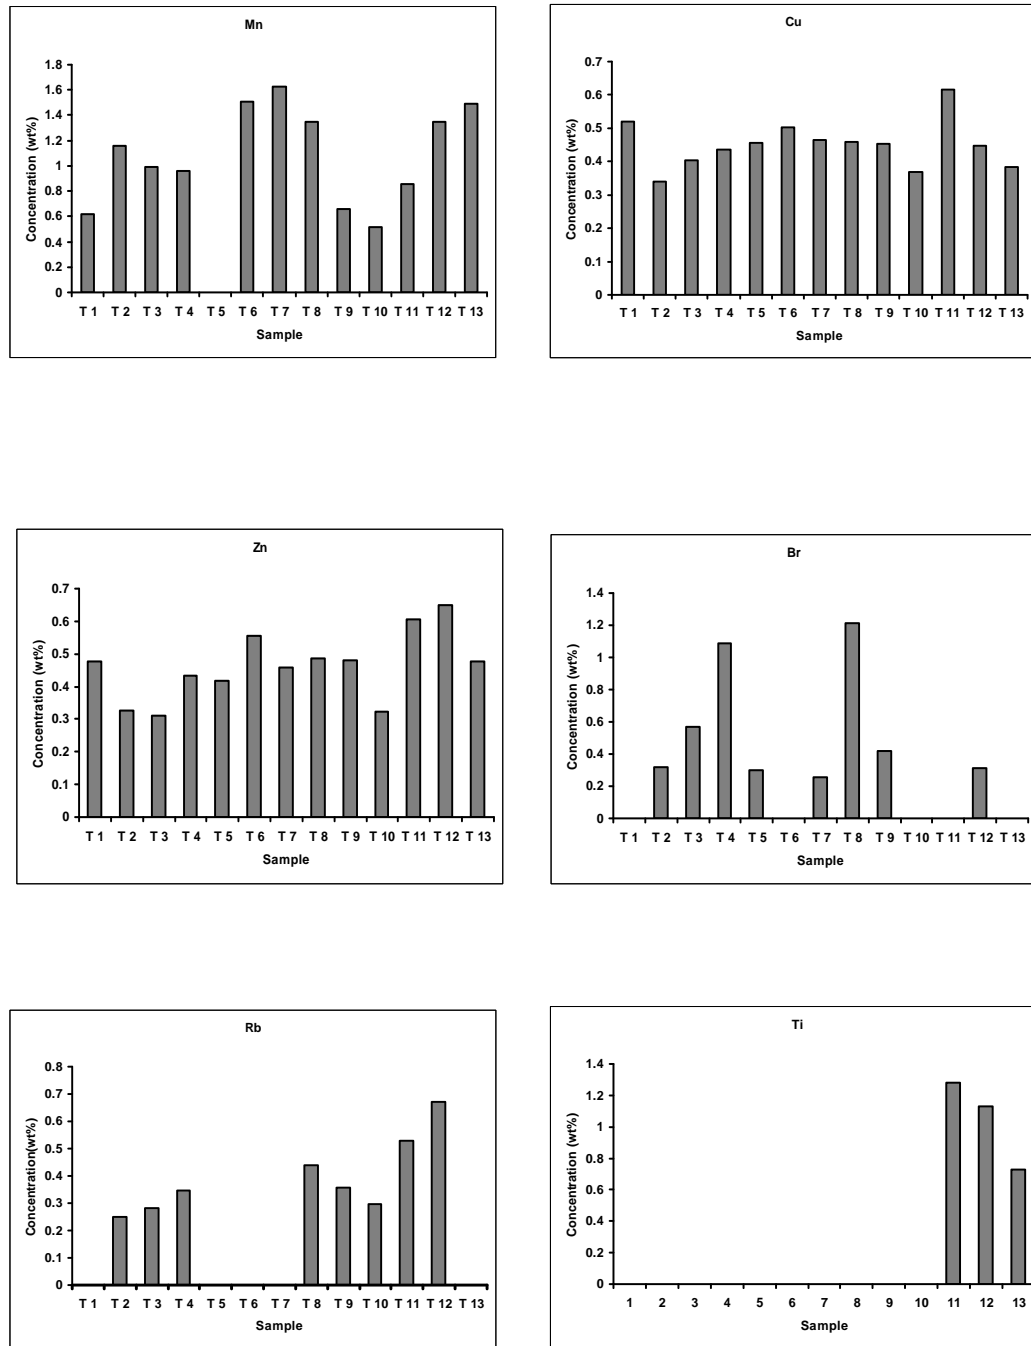 Mn
Concentration (wt%)
1.8
1.6
1.4
1.2
1
0.8
0.6
0.4
0.2
0
T 1 T 2 T 3 T 4 T 5 T 6 T 7 T 8 T 9 T 10 T 11 T 12 T 13
Sample
Cu
Concentration (wt%)
0.7
0.6
0.5
0.4
0.3
0.2
0.1
0
T 1 T 2 T 3 T 4 T 5 T 6 T 7 T 8 T 9 T 10 T 11 T 12 T 13
Sample
Zn
Concentration (wt%)
0.7
0.6
0.5
0.4
0.3
0.2
0.1
0
T 1 T 2 T 3 T 4 T 5 T 6 T 7 T 8 T 9 T 10 T 11 T 12 T 13
Sample
Br
Concentration (wt%)
1.4
1.2
1
0.8
0.6
0.4
0.2
0
T 1 T 2 T 3 T 4 T 5 T 6 T 7 T 8 T 9 T 10 T 11 T 12 T 13
Sample
Rb
Concentration(wt%)
0.8
0.7
0.6
0.5
0.4
0.3
0.2
0.1
0
T 1 T 2 T 3 T 4 T 5 T 6 T 7 T 8 T 9 T 10 T 11 T 12 T 13
Sample
Ti
Concentration (wt%)
1.4
1.2
1
0.8
0.6
0.4
0.2
0
1 2 3 4 5 6 7 8 9 10 11 12 13
Sample